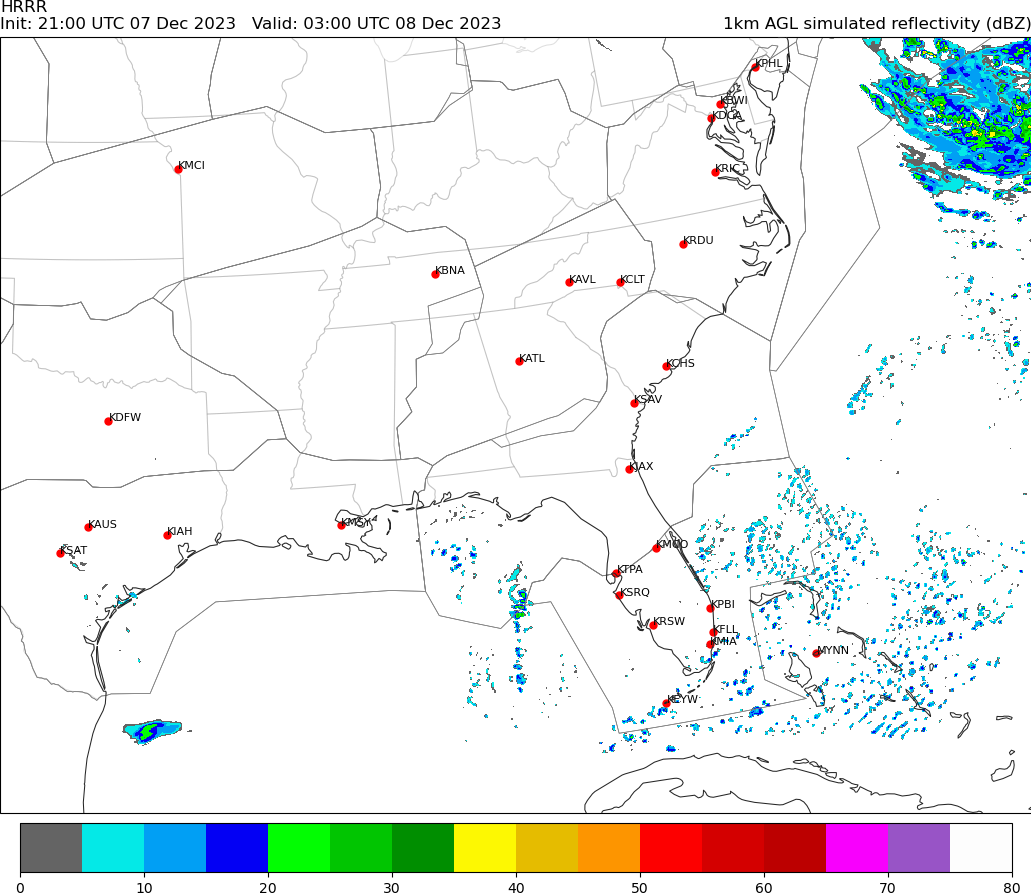 HRRR
Init: 21:00 UTC 07 Dec 2023 Valid: 03:00 UTC 08 Dec 2023 1km AGL simulated reflectivity (dBZ)
KPHL
KBWI
KDCA
KMCI
KRIC
KRDU
KBNA
KAVL
KCLT
KATL
KCHS
KSAV
KDFW
KJAX
KAUS
KMSY
KIAH
KSAT
KMCO
KTPA
KSRQ
KPBI
KRSW
KFLL
KMIA
MYNN
KEYW
0 10 20 30 40 50 60 70 80